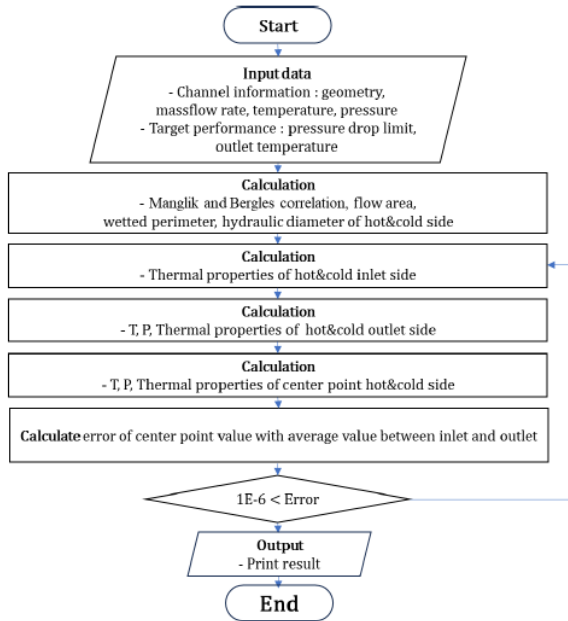 Start
Input data
- Channel information : geometry,
massflow rate, temperature, pressure
- Target performance : pressure drop limit,
outlet temperature
Calculation
- Manglik and Bergles correlation, flow area,
wetted perimeter, hydraulic diameter of hot&cold side
Calculation
- Thermal properties of hot&cold inlet side
Calculation
- T, P, Thermal properties of hot&cold outlet side
Calculation
- T, P, Thermal properties of center point hot&cold side
Calculate error of center point value with average value between inlet and outlet
1E-6 < Error
Output
- Print result
End